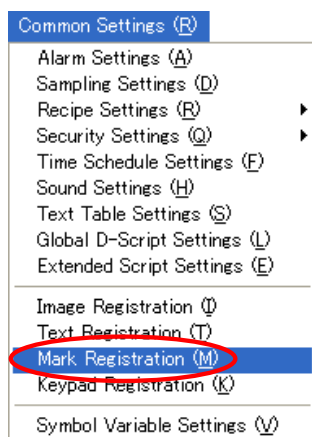 Common Settings (R)
Alarm Settings (A)
Sampling Settings (D)
Recipe Settings (R)
Security Settings (Q)
Time Schedule Settings (F)
Sound Settings (H)
Text Table Settings (S)
Global D-Script Settings (L)
Extended Script Settings (E)
Image Registration (I)
Text Registration (T)
Mark Registration (M)
Keypad Registration (K)
Symbol Variable Settings (V)